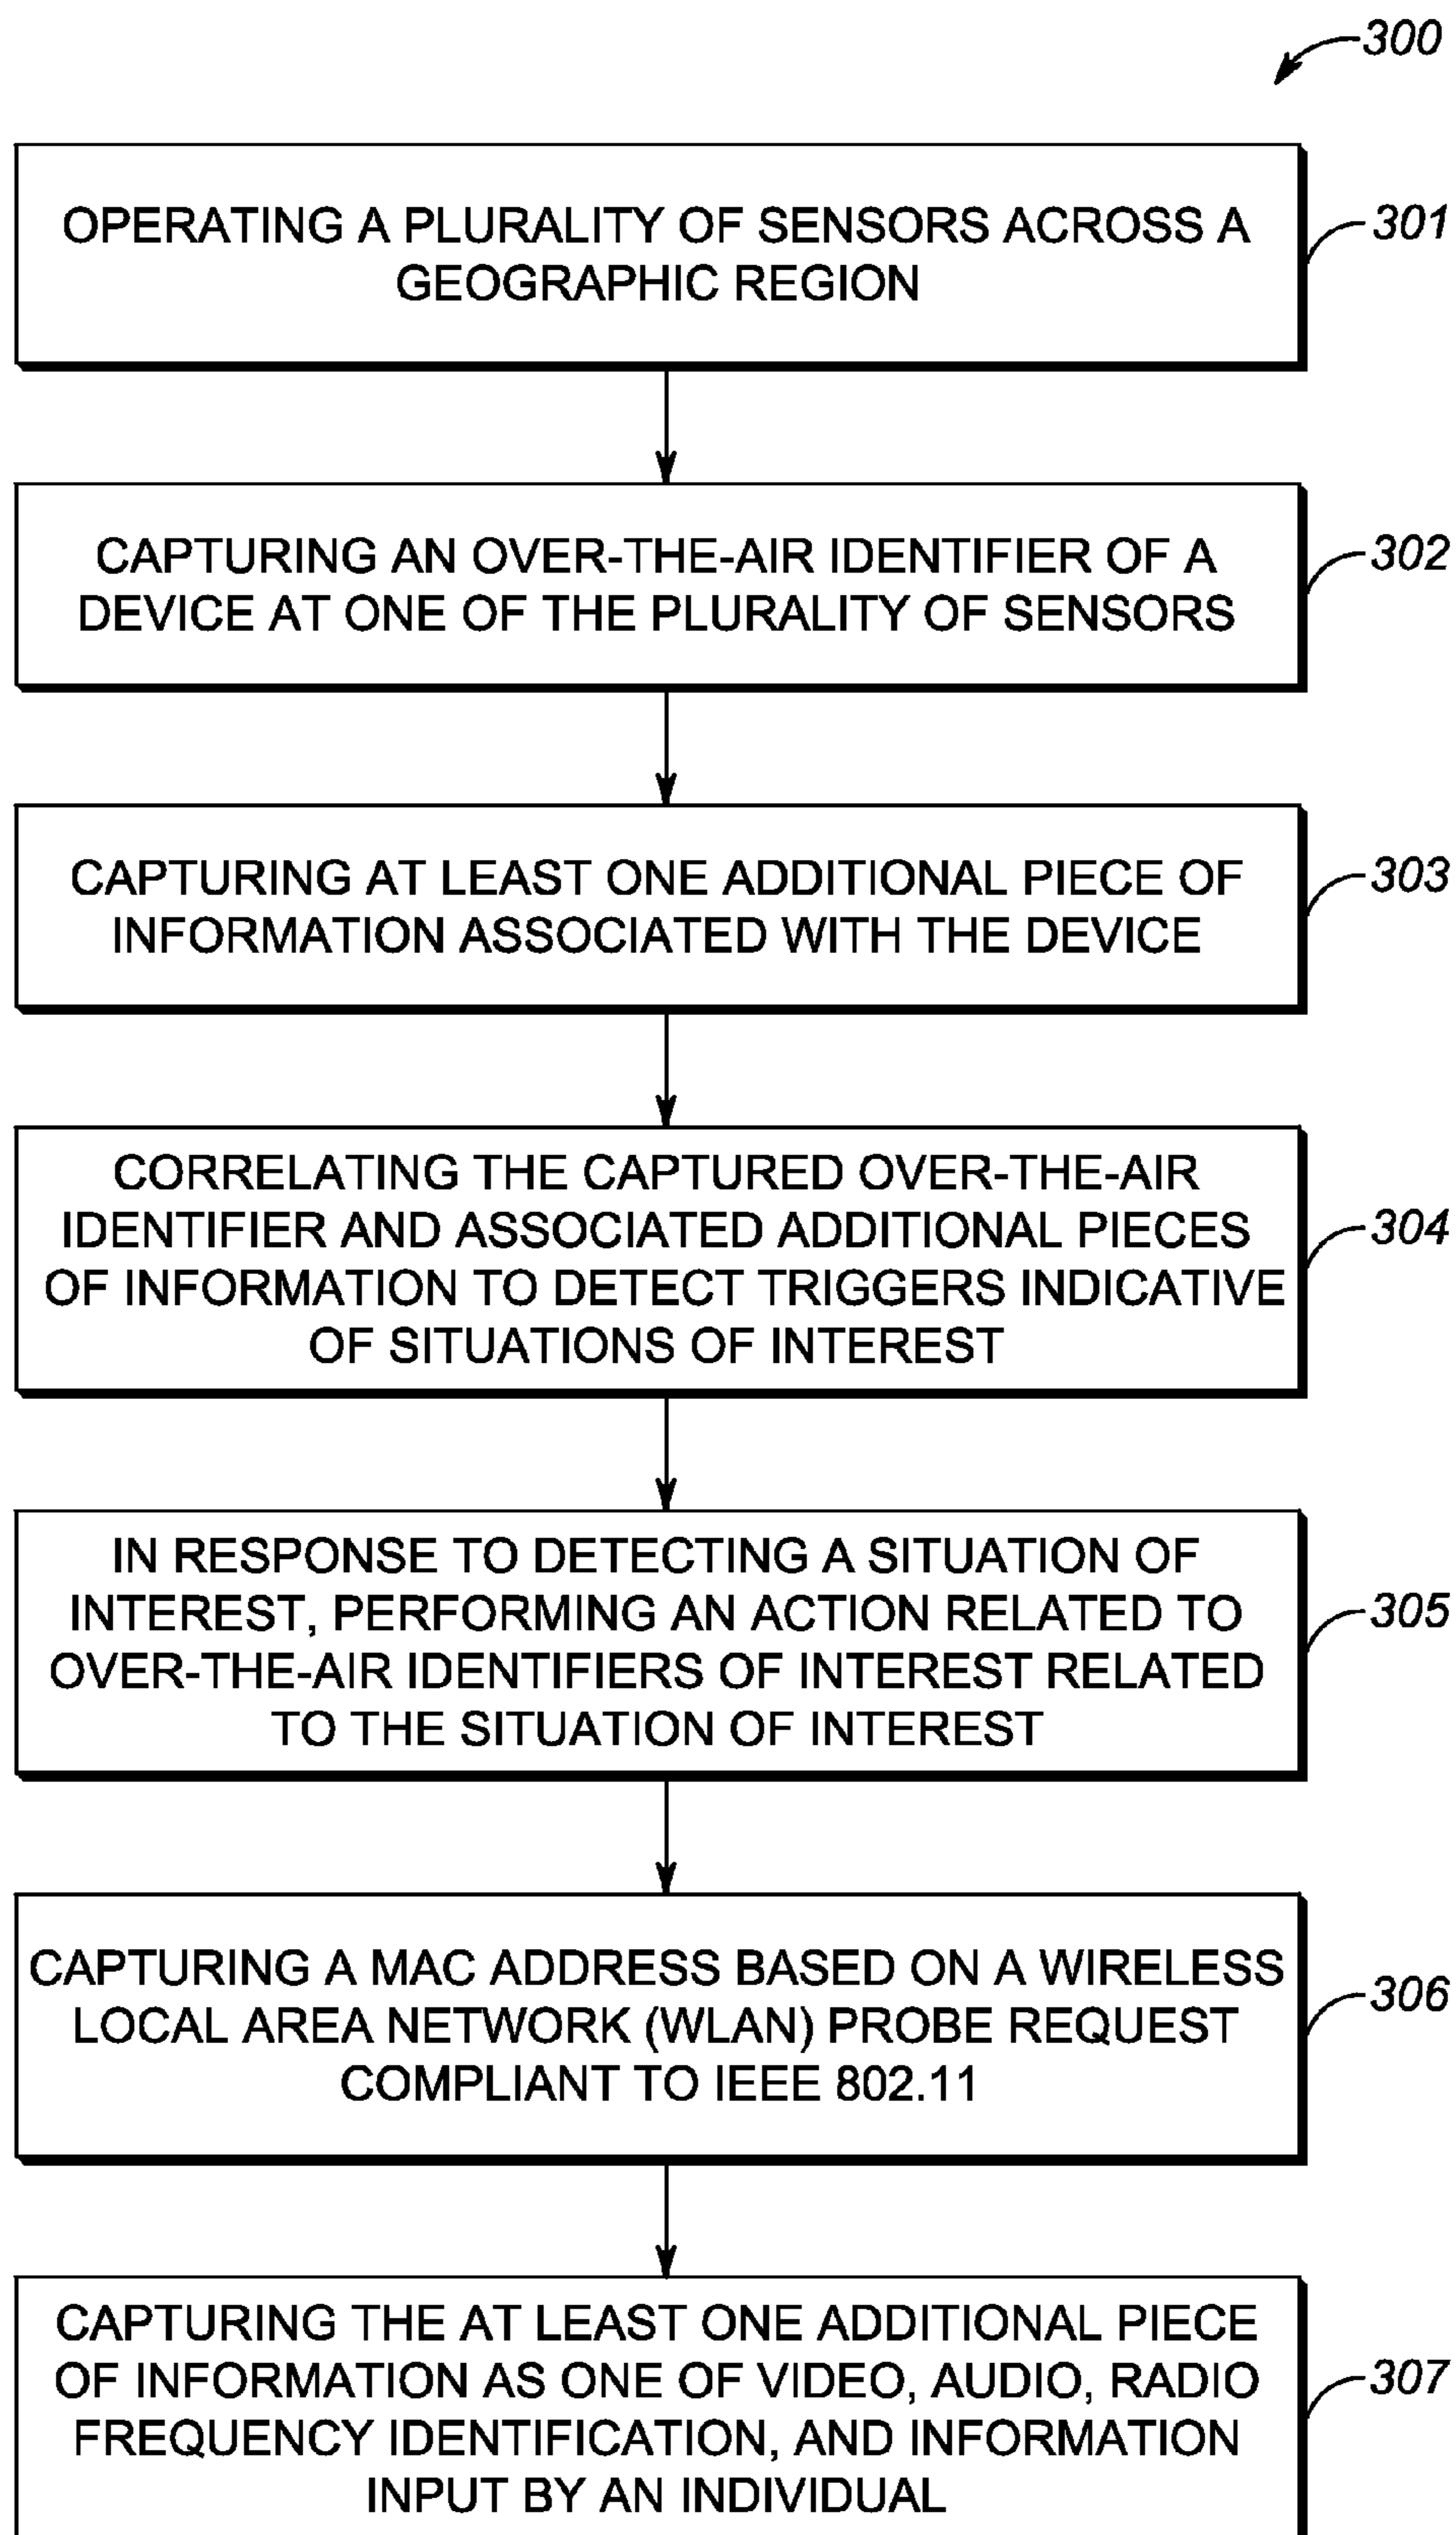 300
OPERATING A PLURALITY OF SENSORS ACROSS A
GEOGRAPHIC REGION
301
CAPTURING AN OVER-THE-AIR IDENTIFIER OF A
DEVICE AT ONE OF THE PLURALITY OF SENSORS
302
CAPTURING AT LEAST ONE ADDITIONAL PIECE OF
INFORMATION ASSOCIATED WITH THE DEVICE
303
CORRELATING THE CAPTURED OVER-THE-AIR
IDENTIFIER AND ASSOCIATED ADDITIONAL PIECES
OF INFORMATION TO DETECT TRIGGERS INDICATIVE
OF SITUATIONS OF INTEREST
304
IN RESPONSE TO DETECTING A SITUATION OF
INTEREST, PERFORMING AN ACTION RELATED TO
OVER-THE-AIR IDENTIFIERS OF INTEREST RELATED
TO THE SITUATION OF INTEREST
305
CAPTURING A MAC ADDRESS BASED ON A WIRELESS
LOCAL AREA NETWORK (WLAN) PROBE REQUEST
COMPLIANT TO IEEE 802.11
306
CAPTURING THE AT LEAST ONE ADDITIONAL PIECE
OF INFORMATION AS ONE OF VIDEO, AUDIO, RADIO
FREQUENCY IDENTIFICATION, AND INFORMATION
INPUT BY AN INDIVIDUAL
307